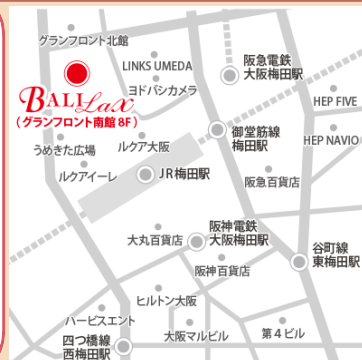 グランフロント北館
LINKS UMEDA
ヨドバシカメラ
阪急電鉄
大阪梅田駅
HEP FIVE
BALI Lax
(グランフロント南館 8F)
御堂筋線
梅田駅
HEP NAVIO
うめきた広場
ルクア大阪
ルクアイーレ
JR梅田駅
阪急百貨店
大丸百貨店
阪神電鉄
大阪梅田駅
阪神百貨店
谷町線
東梅田駅
ヒルトン大阪
ハービスエント
四つ橋線
西梅田駅
大阪マルビル
第4ビル